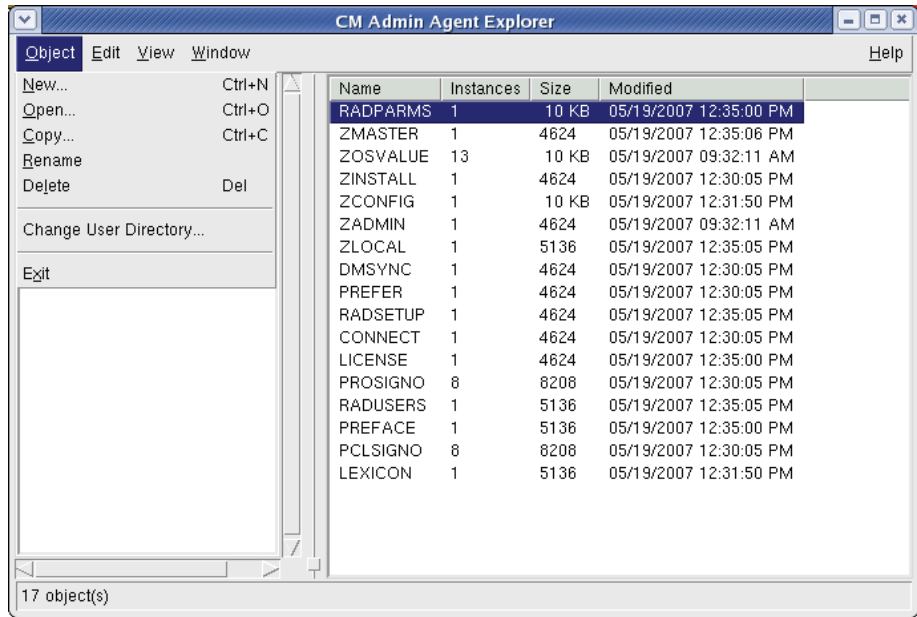 CM Admin Agent Explorer
Object Edit View Window Help
New... Ctrl+N
Open... Ctrl+O
Copy... Ctrl+C
Rename
Delete Del
Change User Directory...
Exit
Name Instances Size Modified
RADPARMS 1 10 KB 05/19/2007 12:35:00 PM
ZMASTER 1 4624 05/19/2007 12:35:06 PM
ZOSVALUE 13 10 KB 05/19/2007 09:32:11 AM
ZINSTALL 1 4624 05/19/2007 12:30:05 PM
ZCONFIG 1 10 KB 05/19/2007 12:31:50 PM
ZADMIN 1 4624 05/19/2007 09:32:11 AM
ZLOCAL 1 5136 05/19/2007 12:35:05 PM
DMSYNC 1 4624 05/19/2007 12:30:05 PM
PREFER 1 4624 05/19/2007 12:30:05 PM
RADSETUP 1 4624 05/19/2007 12:35:05 PM
CONNECT 1 4624 05/19/2007 12:30:05 PM
LICENSE 1 4624 05/19/2007 12:35:00 PM
PROSIGNO 8 8208 05/19/2007 12:30:05 PM
RADUSERS 1 5136 05/19/2007 12:35:05 PM
PREFACE 1 5136 05/19/2007 12:35:00 PM
PCLSIGNO 8 8208 05/19/2007 12:30:05 PM
LEXICON 1 5136 05/19/2007 12:31:50 PM
17 object(s)